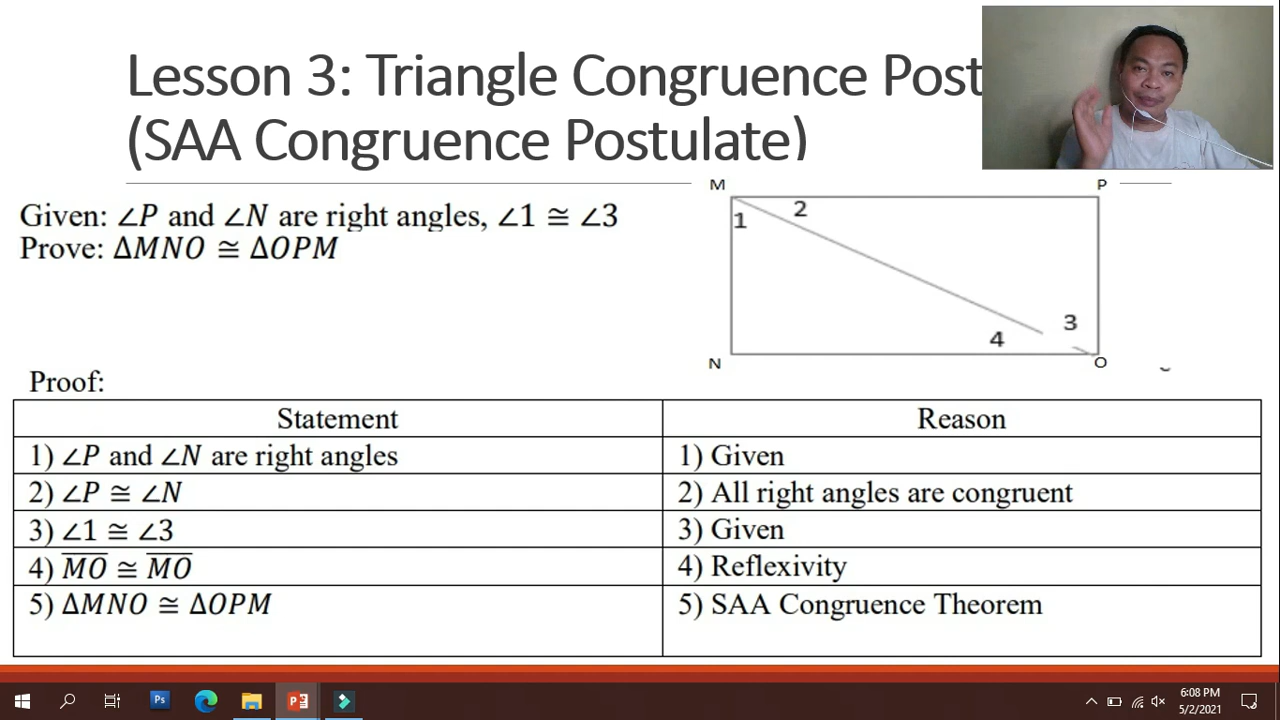 Lesson 3: Triangle Congruence Post
(SAA Congruence Postulate)
Given: ∠P and ∠N are right angles, ∠1 ≅ ∠3
Prove: ΔMNO ≅ ΔOPM
M
P
1
2
3
4
N
O
Proof:
Statement
Reason
1) ∠P and ∠N are right angles
1) Given
2) ∠P ≅ ∠N
2) All right angles are congruent
3) ∠1 ≅ ∠3
3) Given
4) M̅O̅ ≅ M̅O̅
4) Reflexivity
5) ΔMNO ≅ ΔOPM
5) SAA Congruence Theorem
Ps
P
6:08 PM
5/2/2021